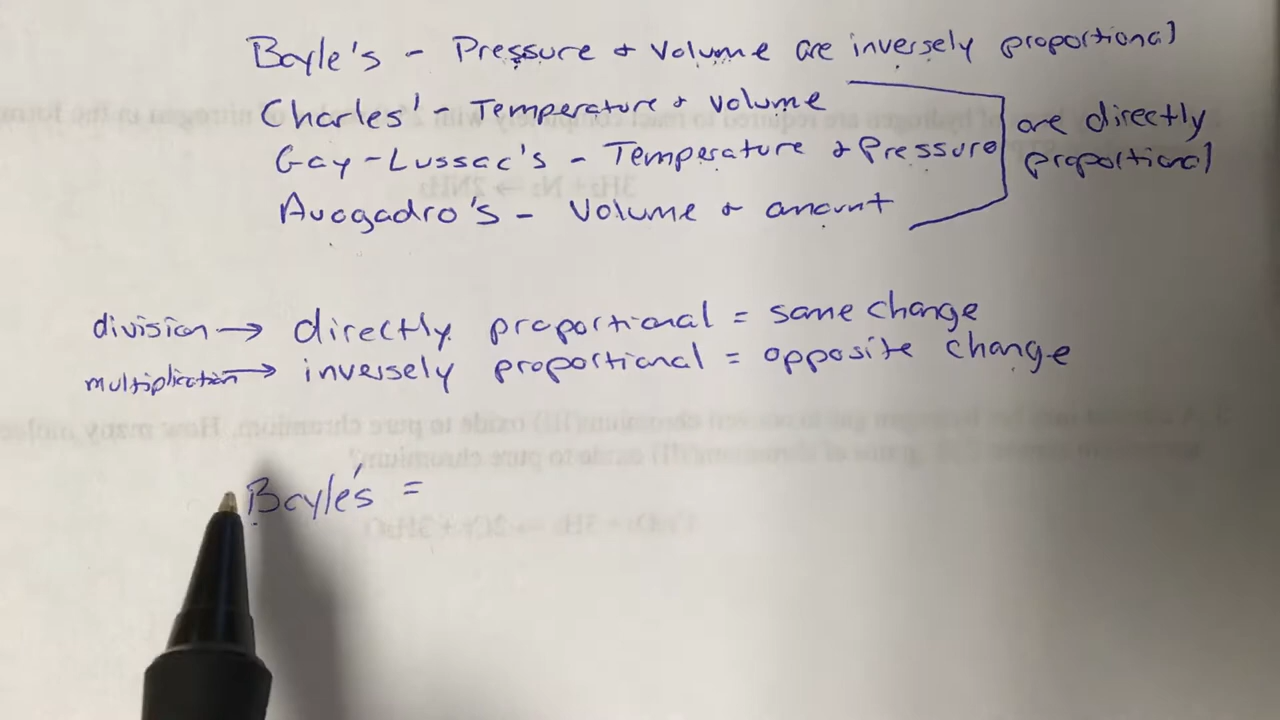 Boyle's - Pressure & Volume are inversely proportional
Charles' - Temperature & Volume
Gay-Lussac's - Temperature & Pressure
Avogadro's - Volume & amount
are directly
proportional
division → directly proportional = same change
multiplication → inversely proportional = opposite change
Boyle's =